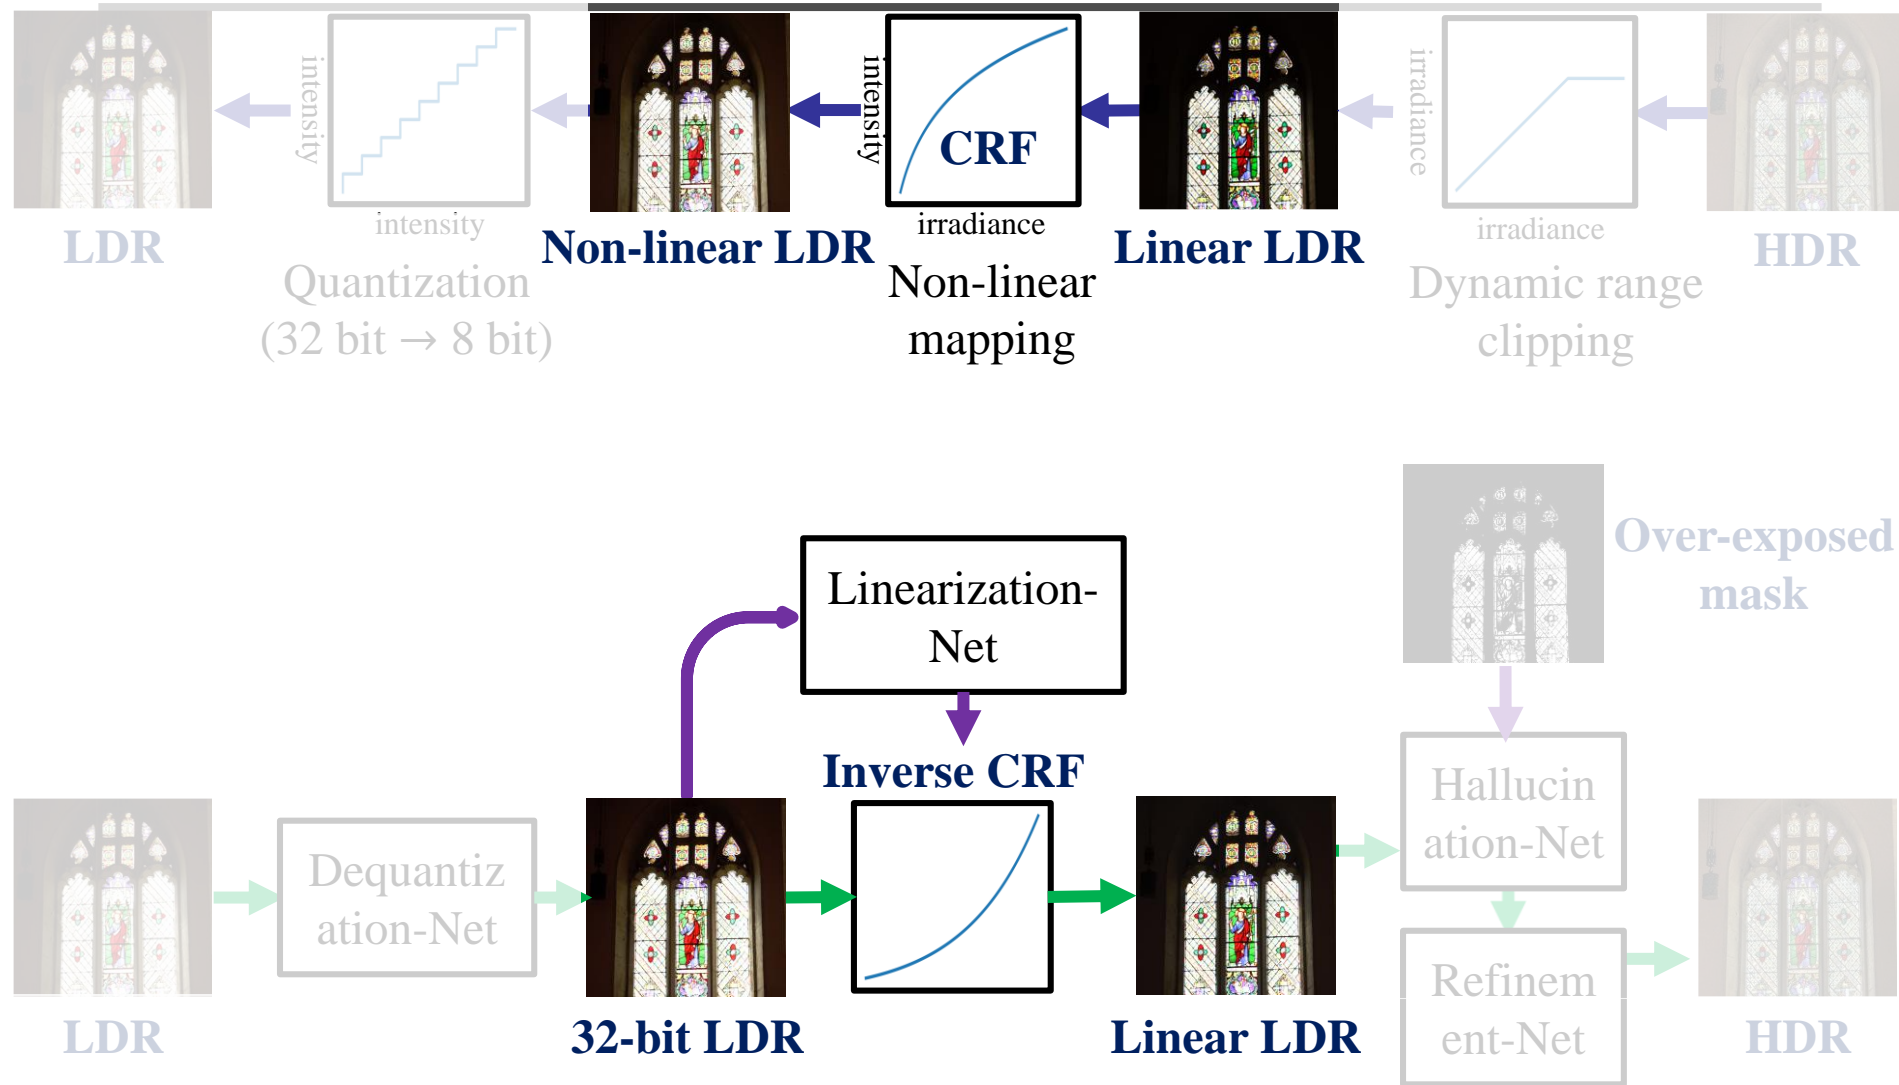 intensity
intensity
LDR
Quantization
(32 bit → 8 bit)
Non-linear LDR
intensity
CRF
irradiance
Non-linear
mapping
Linear LDR
irradiance
irradiance
Dynamic range
clipping
HDR
Over-exposed
mask
Linearization-
Net
Inverse CRF
LDR
Dequantiz
ation-Net
32-bit LDR
Linear LDR
Hallucin
ation-Net
Refinem
ent-Net
HDR